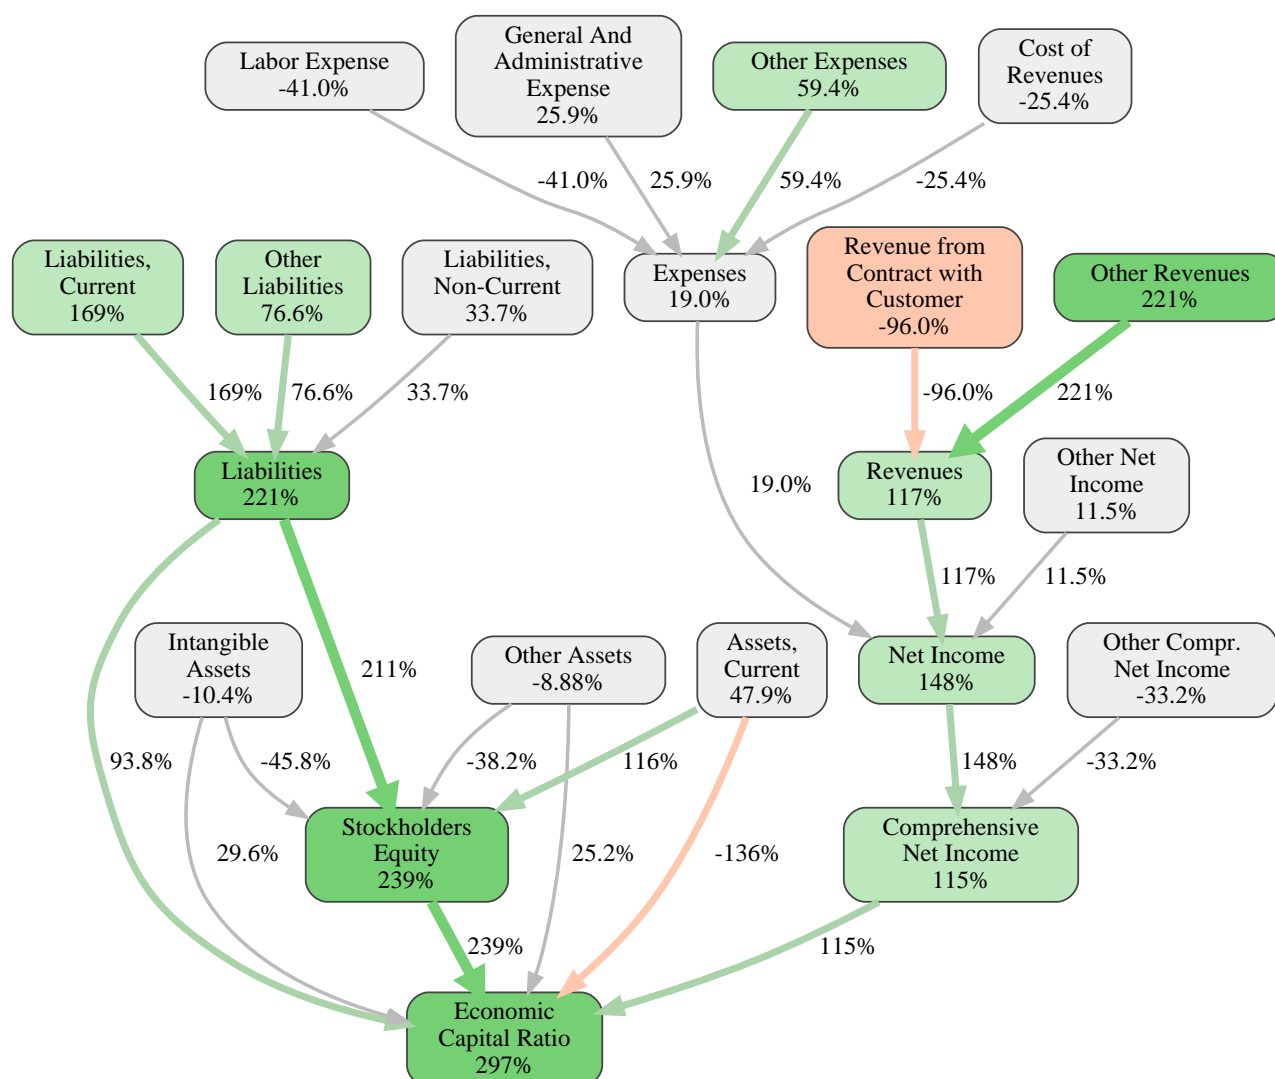 Labor Expense
-41.0%
General And
Administrative
Expense
25.9%
Other Expenses
59.4%
Cost of
Revenues
-25.4%
-41.0%
25.9%
59.4%
-25.4%
Liabilities,
Current
169%
Other
Liabilities
76.6%
Liabilities,
Non-Current
33.7%
Expenses
19.0%
Revenue from
Contract with
Customer
-96.0%
Other Revenues
221%
169%
76.6%
33.7%
-96.0%
221%
Liabilities
221%
19.0%
Revenues
117%
Other Net
Income
11.5%
117%
11.5%
Intangible
Assets
-10.4%
211%
Other Assets
-8.88%
Assets,
Current
47.9%
Net Income
148%
Other Compr.
Net Income
-33.2%
93.8%
-45.8%
-38.2%
116%
148%
-33.2%
29.6%
Stockholders
Equity
239%
25.2%
-136%
Comprehensive
Net Income
115%
239%
115%
Economic
Capital Ratio
297%